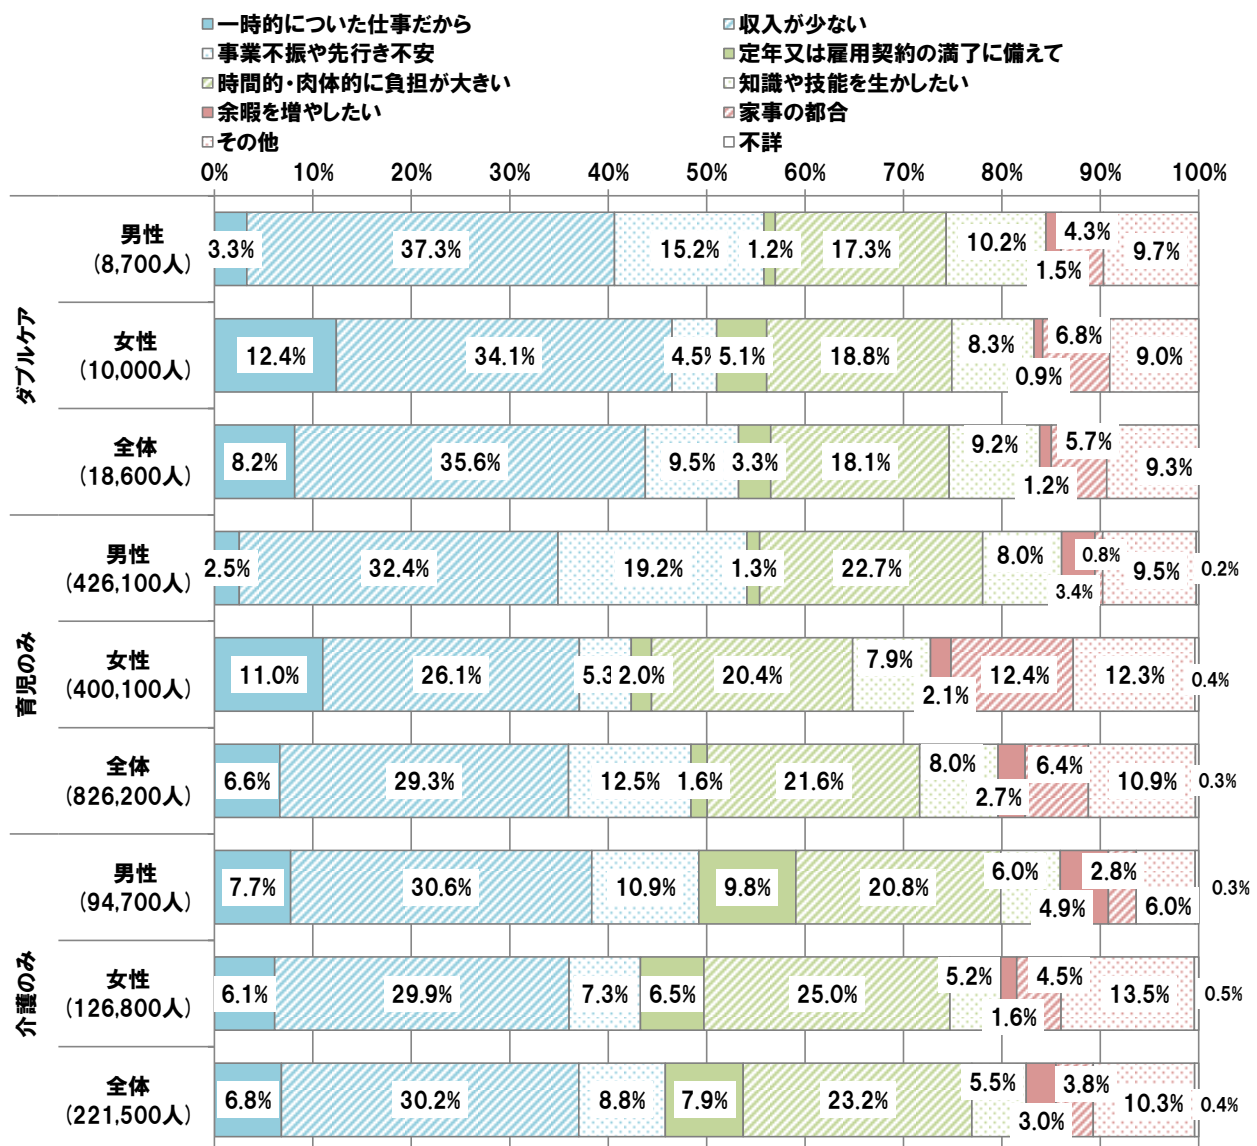 一時的についた仕事だから 収入が少ない
事業不振や先行き不安 定年又は雇用契約の満了に備えて
時間的・肉体的に負担が大きい 知識や技能を生かしたい
余暇を増やしたい 家事の都合
その他 不詳
0% 10% 20% 30% 40% 50% 60% 70% 80% 90% 100%
ダブルケア
男性
(8,700人)
3.3% 37.3% 15.2% 1.2% 17.3% 10.2% 4.3% 1.5% 9.7%
女性
(10,000人)
12.4% 34.1% 4.5% 5.1% 18.8% 8.3% 0.9% 6.8% 9.0%
全体
(18,600人)
8.2% 35.6% 9.5% 3.3% 18.1% 9.2% 1.2% 5.7% 9.3%
育児のみ
男性
(426,100人)
2.5% 32.4% 19.2% 1.3% 22.7% 8.0% 3.4% 0.8% 9.5% 0.2%
女性
(400,100人)
11.0% 26.1% 5.3 2.0% 20.4% 7.9% 2.1% 12.4% 12.3% 0.4%
全体
(826,200人)
6.6% 29.3% 12.5% 1.6% 21.6% 8.0% 2.7% 6.4% 10.9% 0.3%
介護のみ
男性
(94,700人)
7.7% 30.6% 10.9% 9.8% 20.8% 6.0% 4.9% 2.8% 6.0% 0.3%
女性
(126,800人)
6.1% 29.9% 7.3% 6.5% 25.0% 5.2% 1.6% 4.5% 13.5% 0.5%
全体
(221,500人)
6.8% 30.2% 8.8% 7.9% 23.2% 5.5% 3.0% 3.8% 10.3% 0.4%